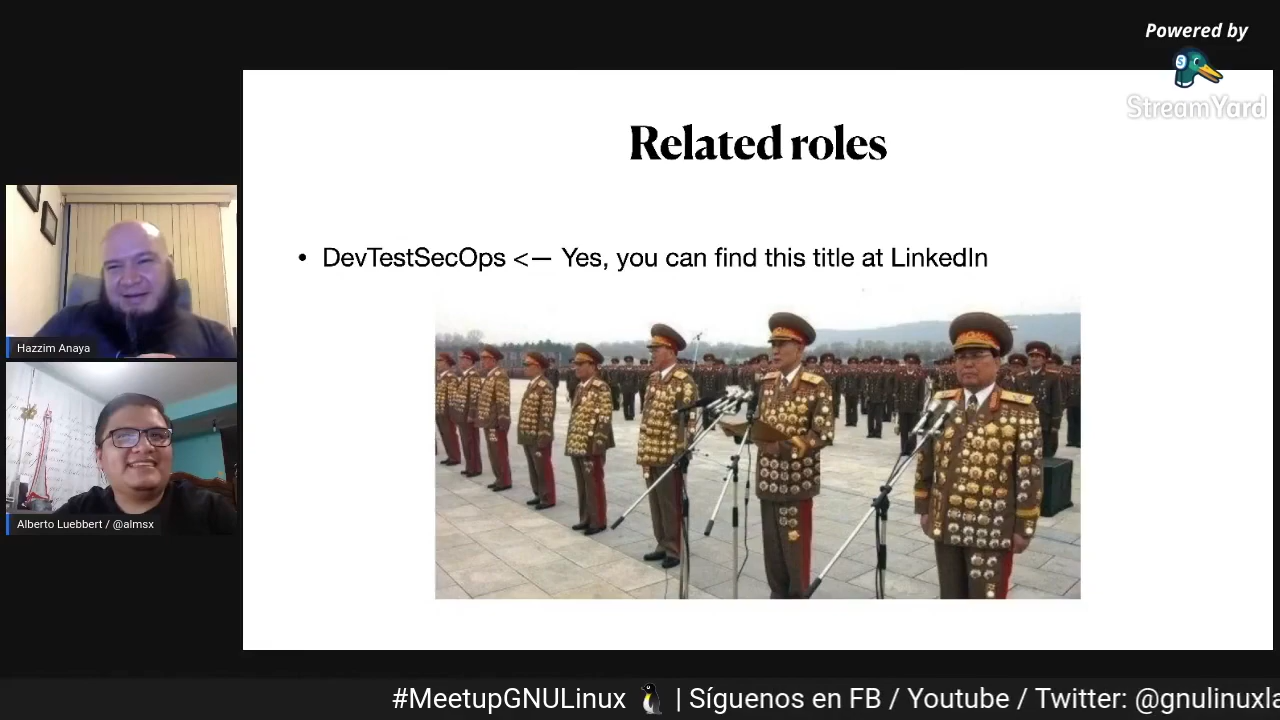 Powered by
StreamYard
Related roles
• DevTestSecOps <— Yes, you can find this title at LinkedIn
Hazzim Anaya
Alberto Luebbert / @almsx
#MeetupGNULinux 🐧 | Síguenos en FB / Youtube / Twitter: @gnulinuxla